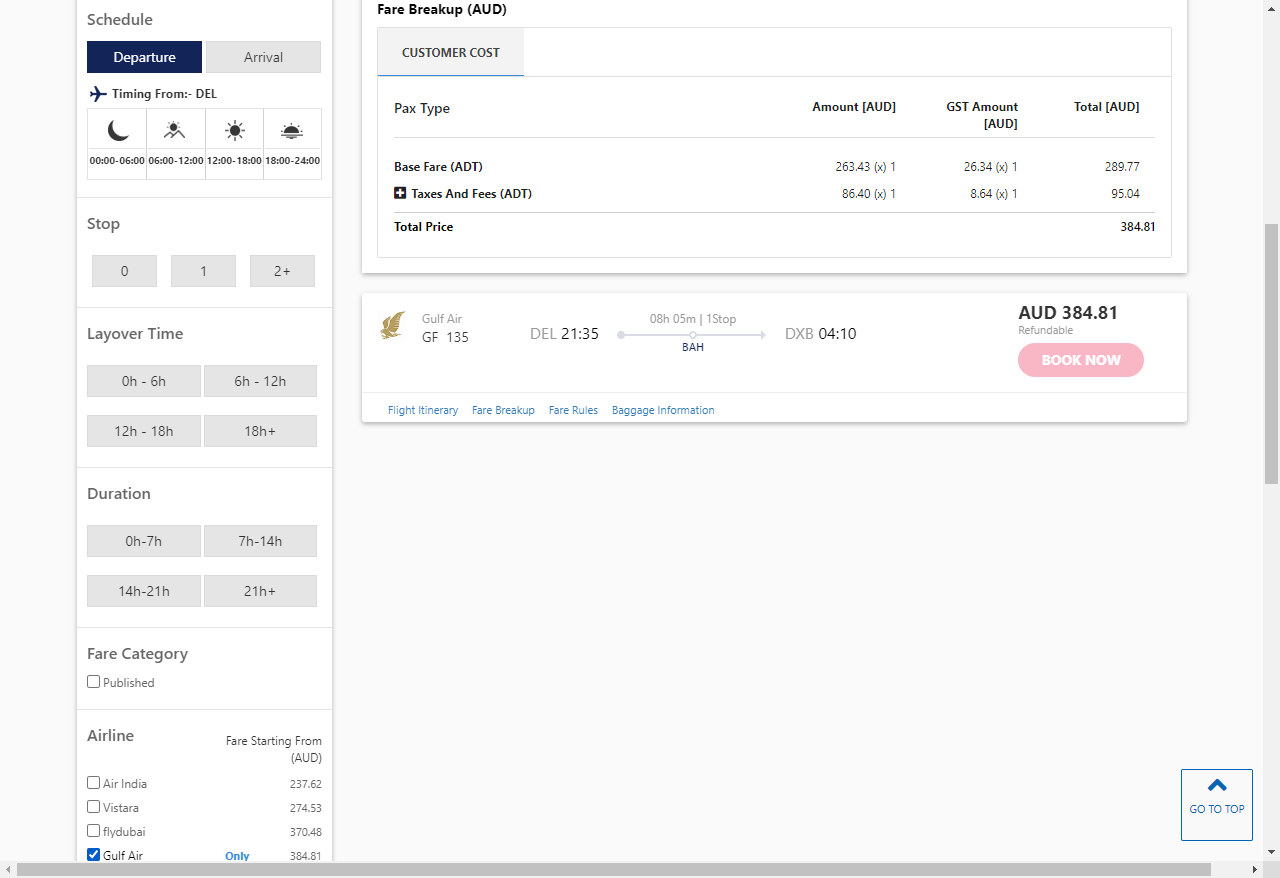 Schedule
Departure Arrival
Timing From:- DEL
00:00-06:00 06:00-12:00 12:00-18:00 18:00-24:00
Stop
0 1 2+
Layover Time
0h - 6h 6h - 12h
12h - 18h 18h+
Duration
0h-7h 7h-14h
14h-21h 21h+
Fare Category
Published
Airline Fare Starting From
(AUD)
Air India 237.62
Vistara 274.53
flydubai 370.48
Gulf Air Only 384.81
Fare Breakup (AUD)
CUSTOMER COST
Pax Type Amount [AUD] GST Amount Total [AUD]
[AUD]
Base Fare (ADT) 263.43 (x) 1 26.34 (x) 1 289.77
Taxes And Fees (ADT) 86.40 (x) 1 8.64 (x) 1 95.04
Total Price 384.81
Gulf Air
GF 135
DEL 21:35
08h 05m | 1Stop
BAH
DXB 04:10
AUD 384.81
Refundable
BOOK NOW
Flight Itinerary Fare Breakup Fare Rules Baggage Information
GO TO TOP